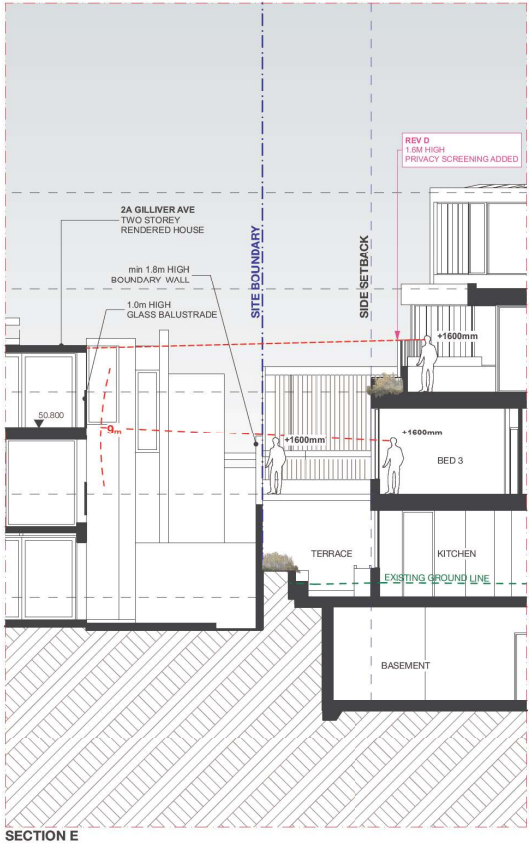 REV D
1.6M HIGH
PRIVACY SCREENING ADDED
2A GILLIVER AVE
TWO STOREY
RENDERED HOUSE
SITE BOUNDARY
SIDE SETBACK
min 1.8m HIGH
BOUNDARY WALL
1.0m HIGH
GLASS BALUSTRADE
+1600mm
50.800
9m
+1600mm
+1600mm
BED 3
TERRACE
KITCHEN
EXISTING GROUND LINE
BASEMENT
SECTION E